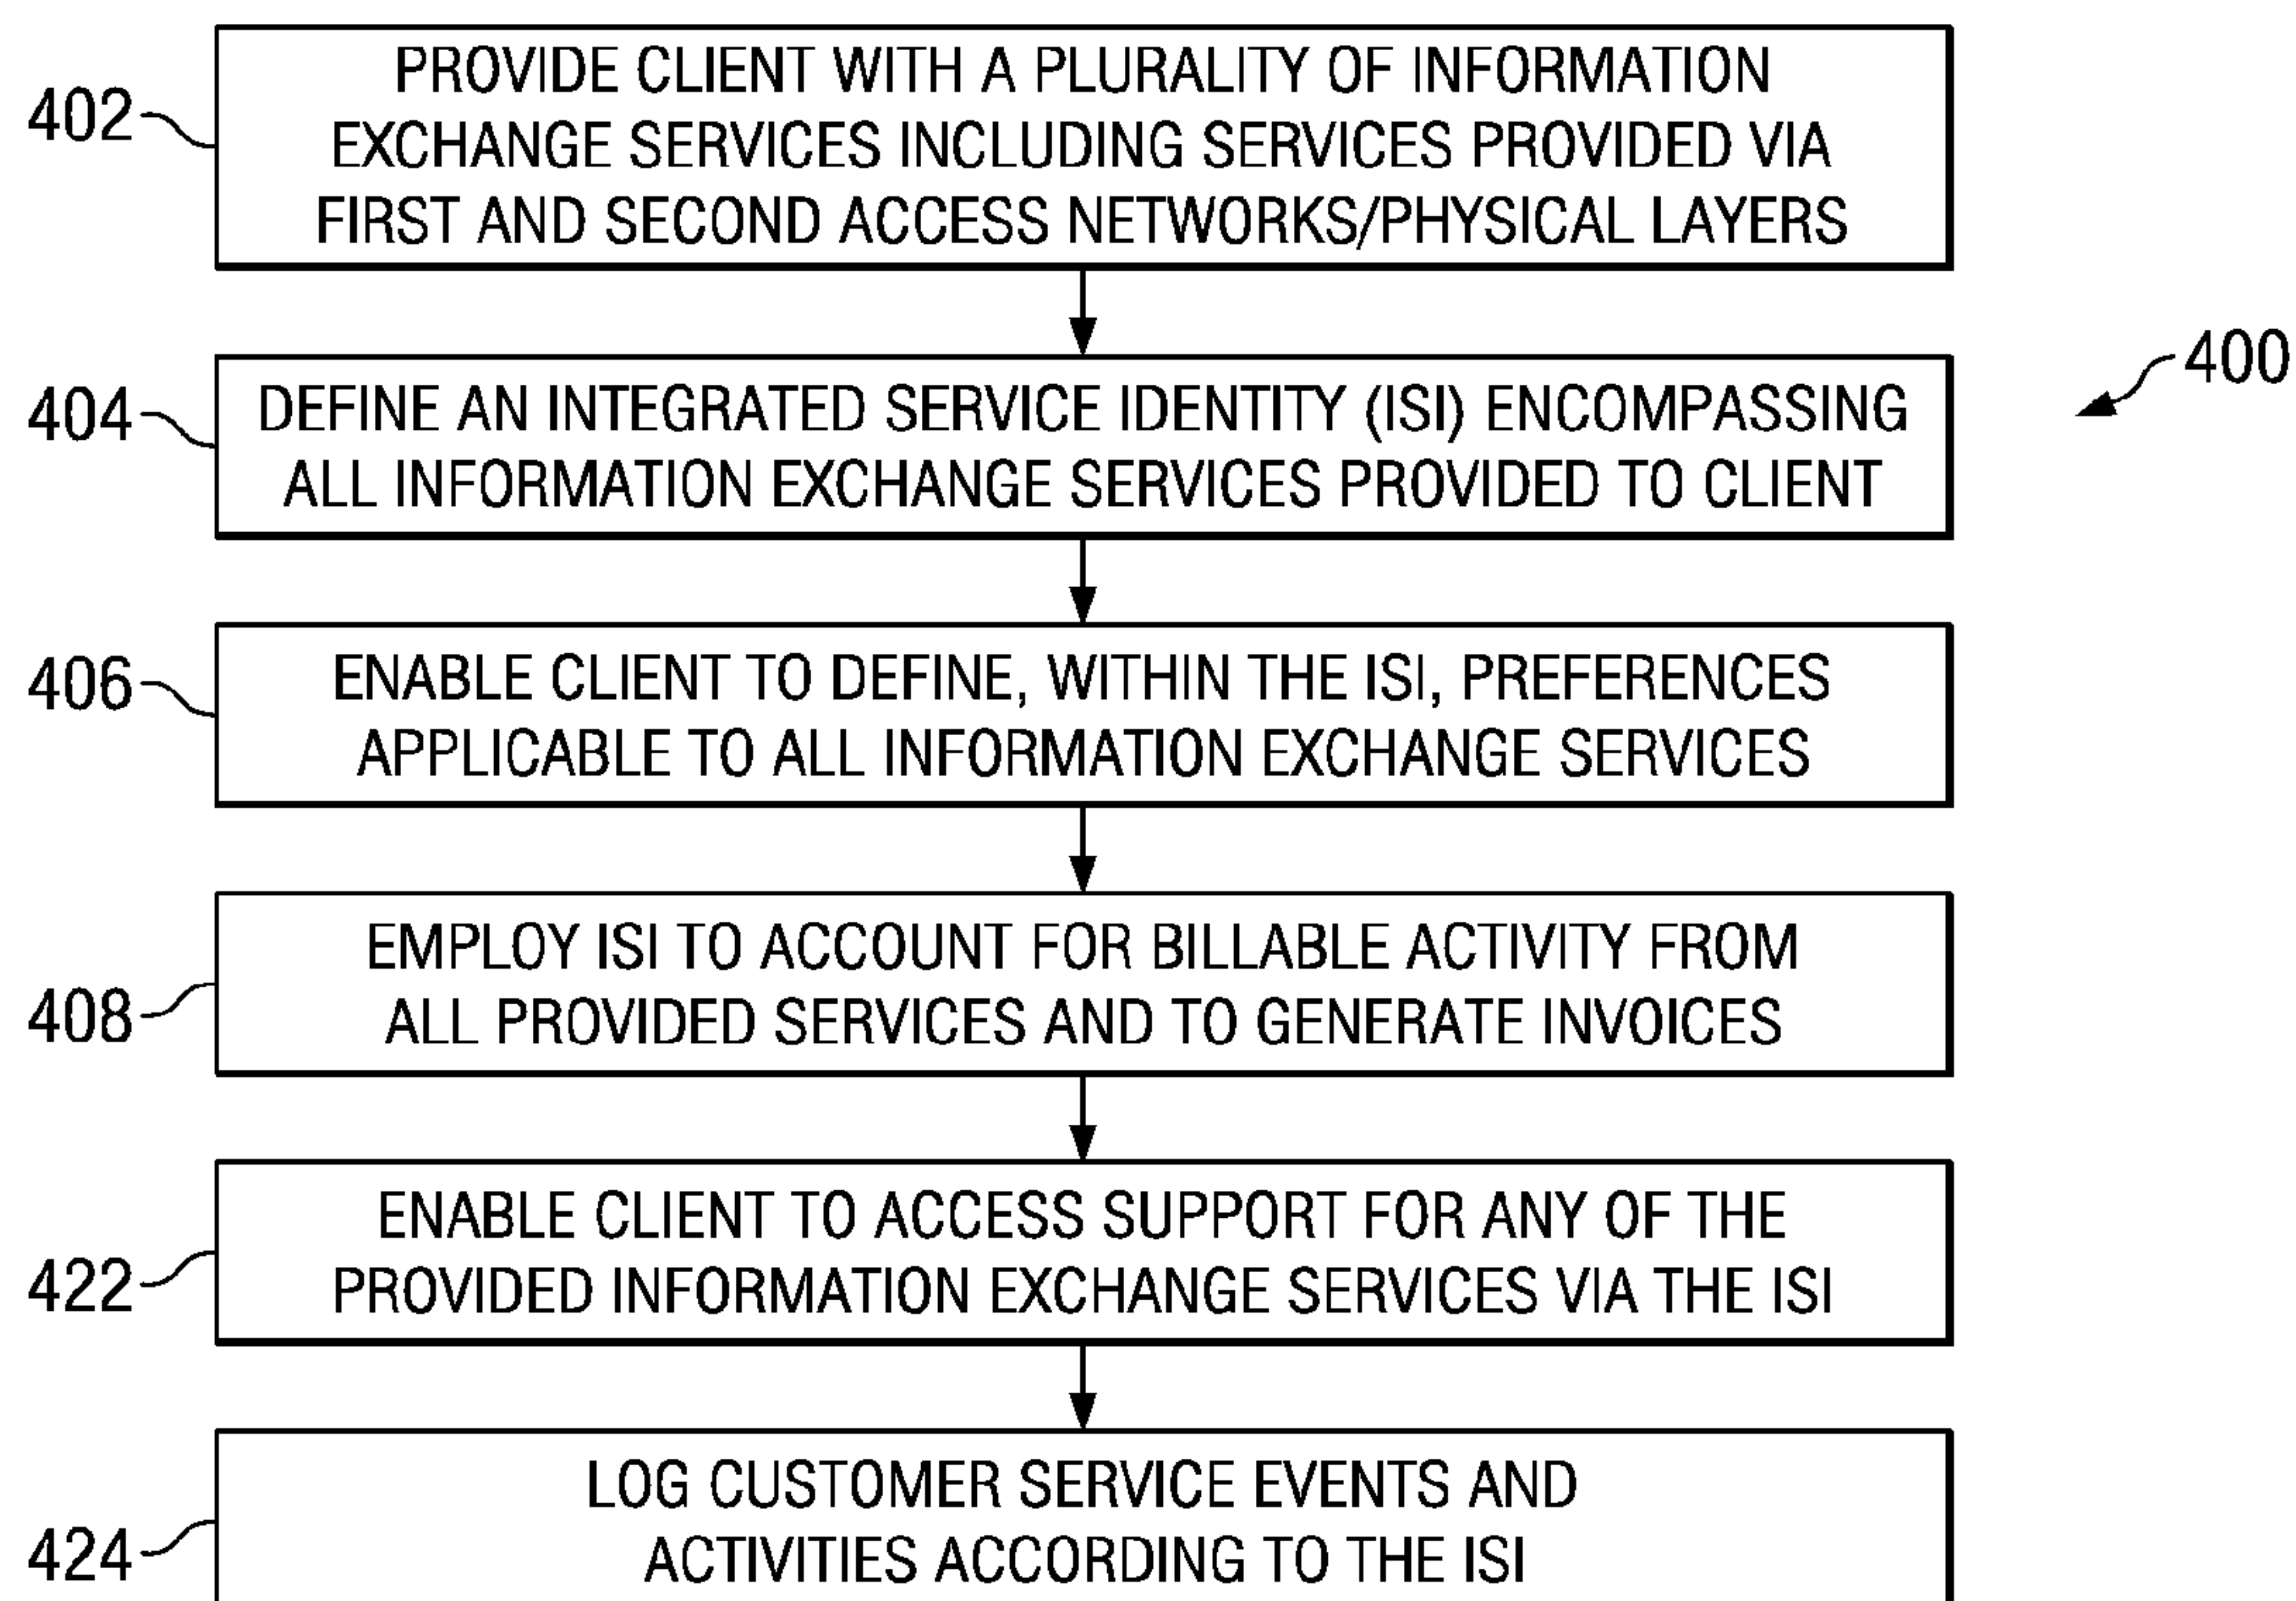 402
PROVIDE CLIENT WITH A PLURALITY OF INFORMATION
EXCHANGE SERVICES INCLUDING SERVICES PROVIDED VIA
FIRST AND SECOND ACCESS NETWORKS/PHYSICAL LAYERS
400
404
DEFINE AN INTEGRATED SERVICE IDENTITY (ISI) ENCOMPASSING
ALL INFORMATION EXCHANGE SERVICES PROVIDED TO CLIENT
406
ENABLE CLIENT TO DEFINE, WITHIN THE ISI, PREFERENCES
APPLICABLE TO ALL INFORMATION EXCHANGE SERVICES
408
EMPLOY ISI TO ACCOUNT FOR BILLABLE ACTIVITY FROM
ALL PROVIDED SERVICES AND TO GENERATE INVOICES
422
ENABLE CLIENT TO ACCESS SUPPORT FOR ANY OF THE
PROVIDED INFORMATION EXCHANGE SERVICES VIA THE ISI
424
LOG CUSTOMER SERVICE EVENTS AND
ACTIVITIES ACCORDING TO THE ISI